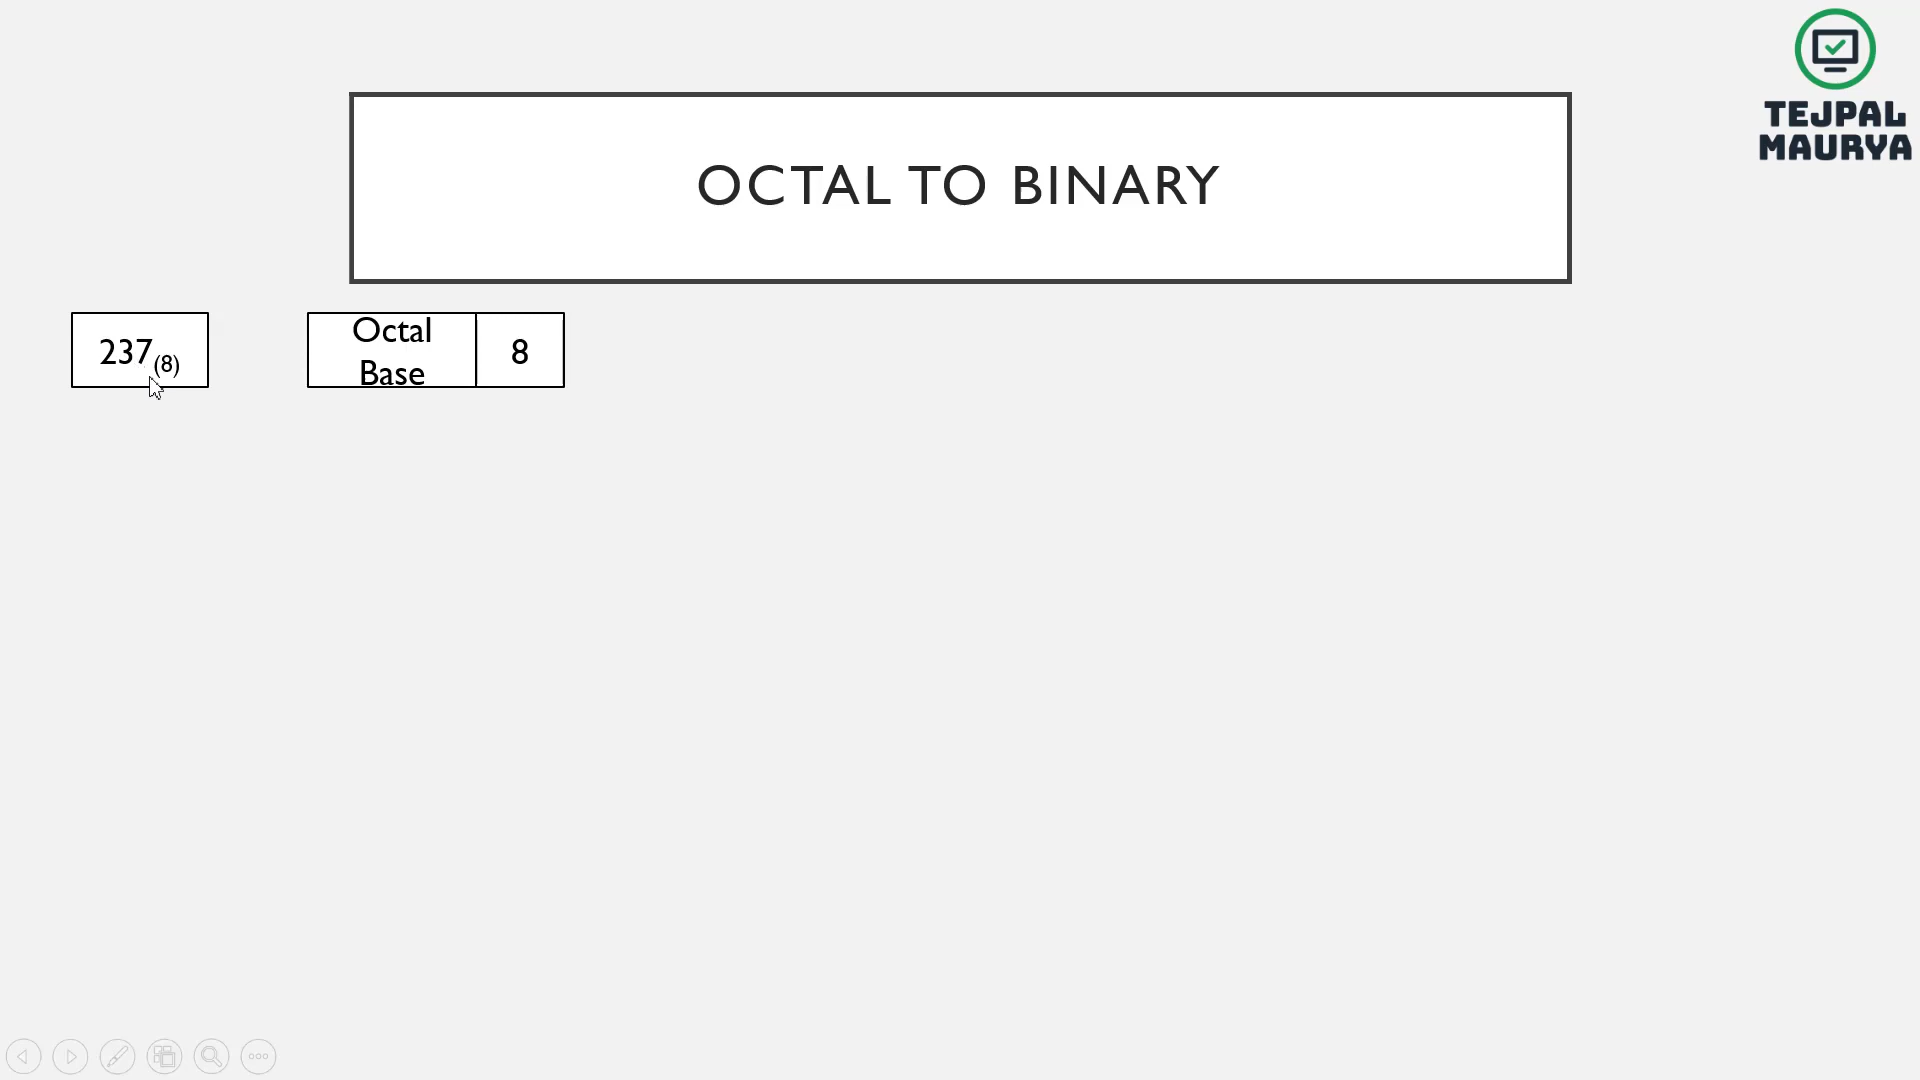 TEJPAL
MAURYA
OCTAL TO BINARY
237(8)
Octal
Base
8